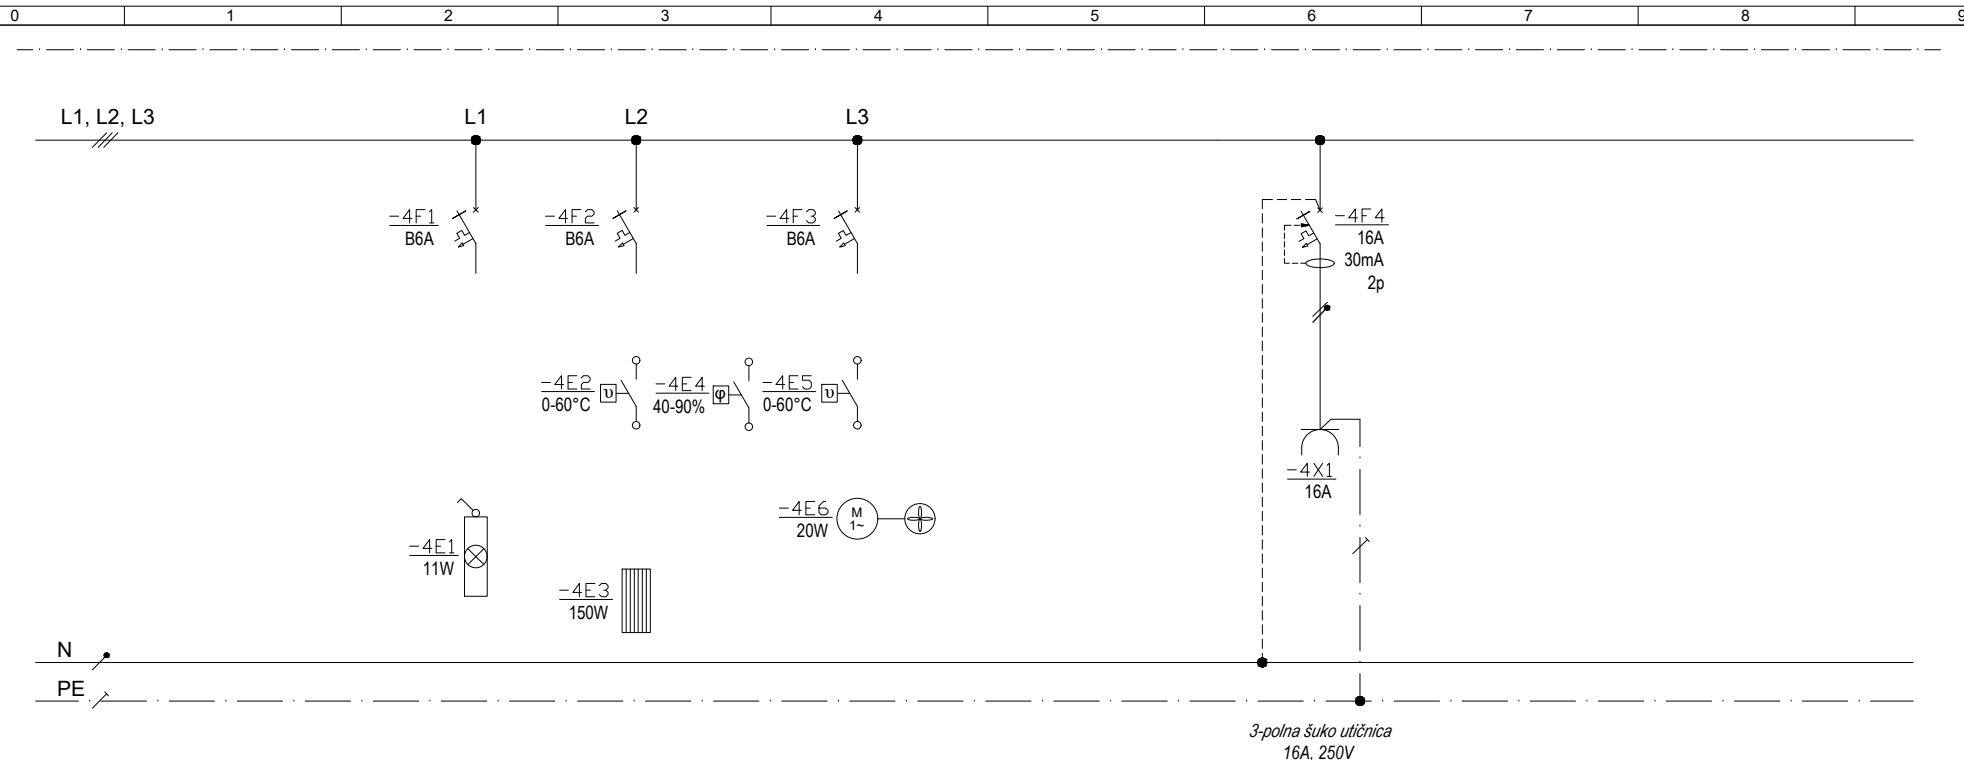 0 1 2 3 4 5 6 7 8 9
L1, L2, L3 L1 L2 L3
-4F1
B6A
-4F2
B6A
-4F3
B6A
-4F4
16A
30mA
2p
-4E2
0-60°C
υ
-4E4
40-90%
φ
-4E5
0-60°C
υ
-4X1
16A
-4E6
20W
M
1~
-4E1
11W
-4E3
150W
N
PE
3-polna šuko utičnica
16A, 250V